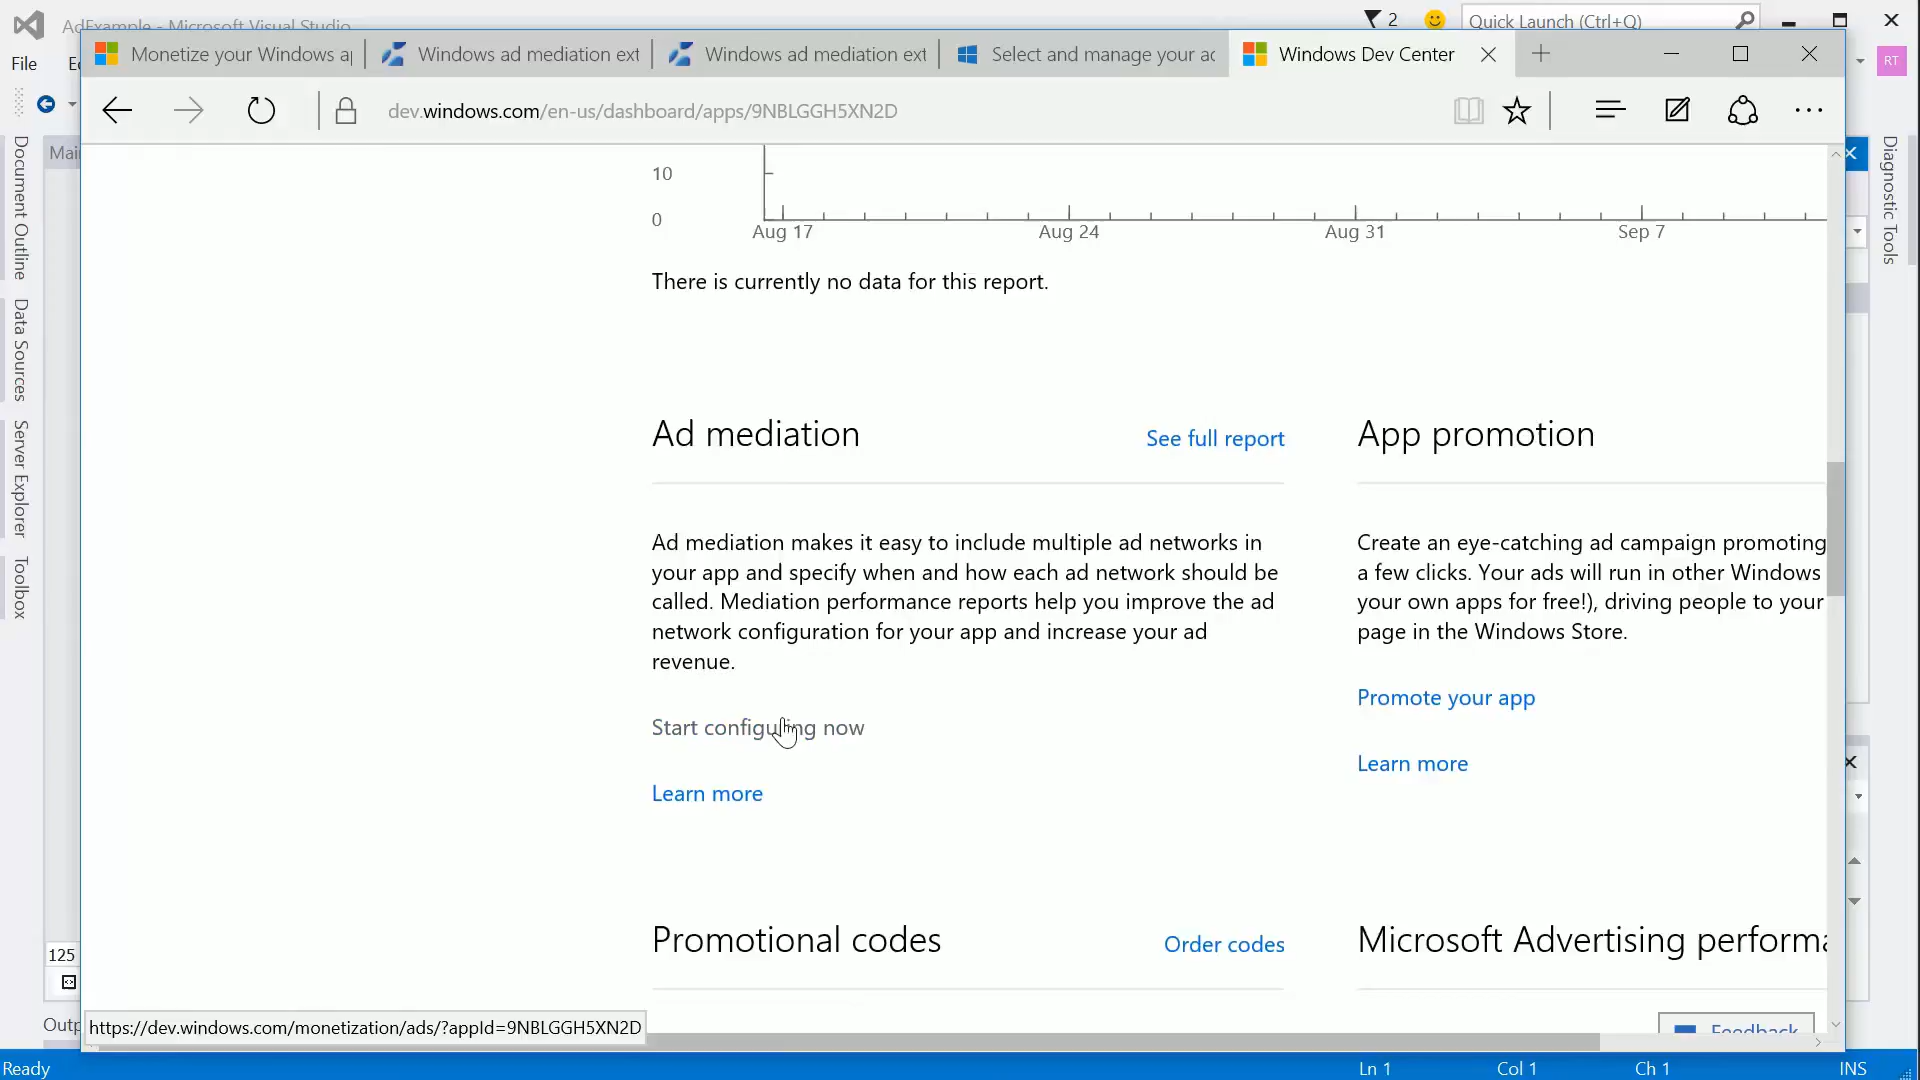 AdExample - Microsoft Visual Studio
2
Quick Launch (Ctrl+Q)
File
RT
Monetize your Windows a
Windows ad mediation ext
Windows ad mediation ext
Select and manage your ac
Windows Dev Center
dev.windows.com/en-us/dashboard/apps/9NBLGGH5XN2D
Document Outline
Data Sources
Server Explorer
Toolbox
Diagnostic Tools
Mai
10
0
Aug 17
Aug 24
Aug 31
Sep 7
There is currently no data for this report.
Ad mediation
See full report
Ad mediation makes it easy to include multiple ad networks in
your app and specify when and how each ad network should be
called. Mediation performance reports help you improve the ad
network configuration for your app and increase your ad
revenue.
Start configuring now
Learn more
App promotion
Create an eye-catching ad campaign promoting
a few clicks. Your ads will run in other Windows
your own apps for free!), driving people to your
page in the Windows Store.
Promote your app
Learn more
Promotional codes
Order codes
Microsoft Advertising performa
125
Feedback
Outp
https://dev.windows.com/monetization/ads/?appId=9NBLGGH5XN2D
Ready
Ln 1
Col 1
Ch 1
INS